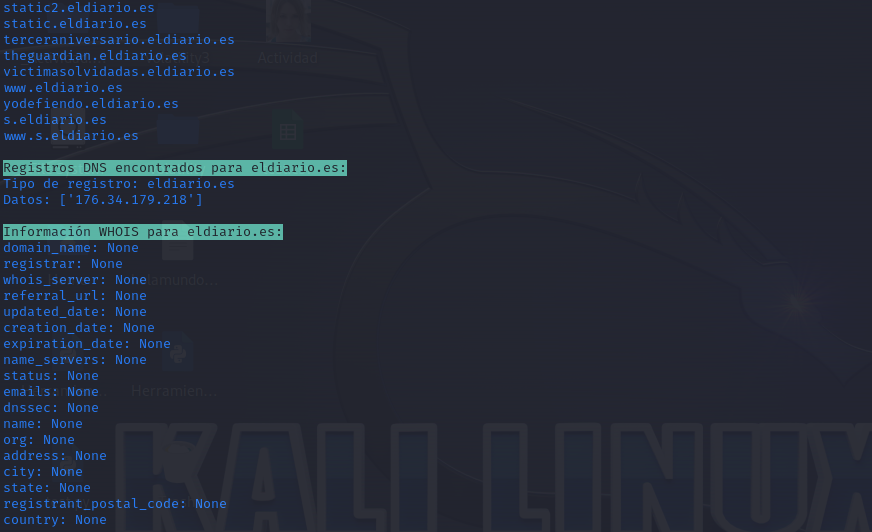 static2.eldiario.es
static.eldiario.es
terceraniversario.eldiario.es
theguardian.eldiario.es
victimasolvidadas.eldiario.es
www.eldiario.es
yodefiendo.eldiario.es
s.eldiario.es
www.s.eldiario.es
Actividad
Registros DNS encontrados para eldiario.es:
Tipo de registro: eldiario.es
Datos: ['176.34.179.218']
Información WHOIS para eldiario.es:
domain_name: None
registrar: None
whois_server: None
referral_url: None
updated_date: None
creation_date: None
expiration_date: None
name_servers: None
status: None
emails: None
dnssec: None
name: None
org: None
address: None
city: None
state: None
registrant_postal_code: None
country: None
Herramien...
KALI LINUX